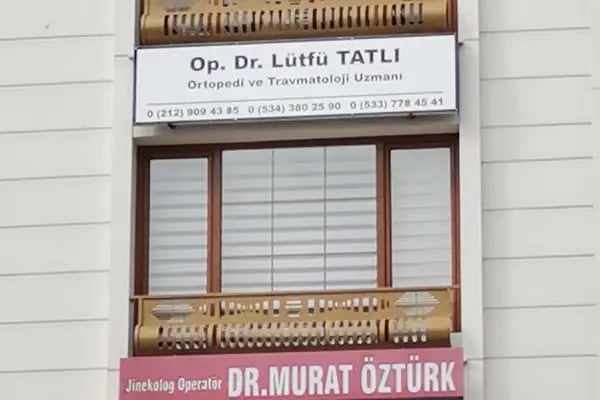 Op. Dr. Lütfü TATLI
Ortopedi ve Travmatoloji Uzmanı
0 (212) 909 43 85 0 (534) 380 25 90 0 (533) 778 45 41
Jinekolog Operatör DR.MURAT ÖZTÜRK